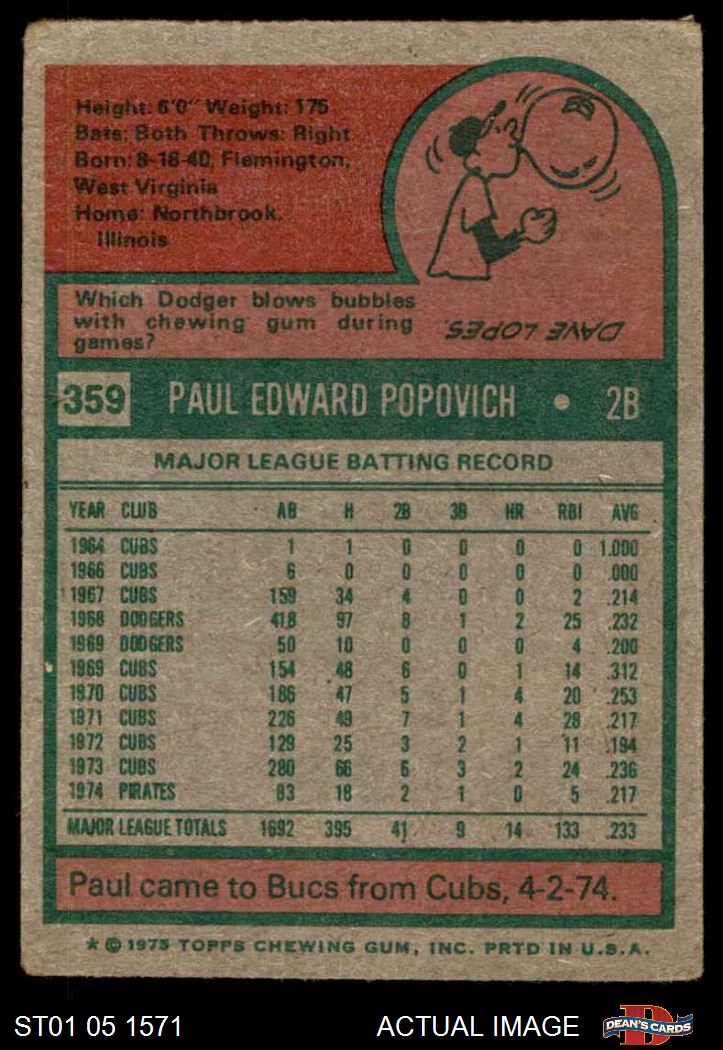 Height: 6'0" Weight: 175
Bats: Both Throws: Right
Born: 8-18-40, Flemington,
West Virginia
Home: Northbrook,
Illinois
Which Dodger blows bubbles
with chewing gum during
games?
DAVE LOPES.
359 PAUL EDWARD POPOVICH • 2B
MAJOR LEAGUE BATTING RECORD
YEAR CLUB AB H 2B 3B HR RBI AVG
1964 CUBS 1 1 0 0 0 0 1.000
1966 CUBS 6 0 0 0 0 0 .000
1967 CUBS 159 34 4 0 0 2 .214
1968 DODGERS 418 97 8 1 2 25 .232
1969 DODGERS 50 10 0 0 0 4 .200
1969 CUBS 154 48 6 0 1 14 .312
1970 CUBS 186 47 5 1 4 20 .253
1971 CUBS 226 49 7 1 4 28 .217
1972 CUBS 129 25 3 2 1 11 .194
1973 CUBS 280 66 6 3 2 24 .236
1974 PIRATES 83 18 2 1 0 5 .217
MAJOR LEAGUE TOTALS 1692 395 41 9 14 133 .233
Paul came to Bucs from Cubs, 4-2-74.
* © 1975 TOPPS CHEWING GUM, INC. PRTD IN U.S.A.
ST01 05 1571 ACTUAL IMAGE DEAN'S CARDS